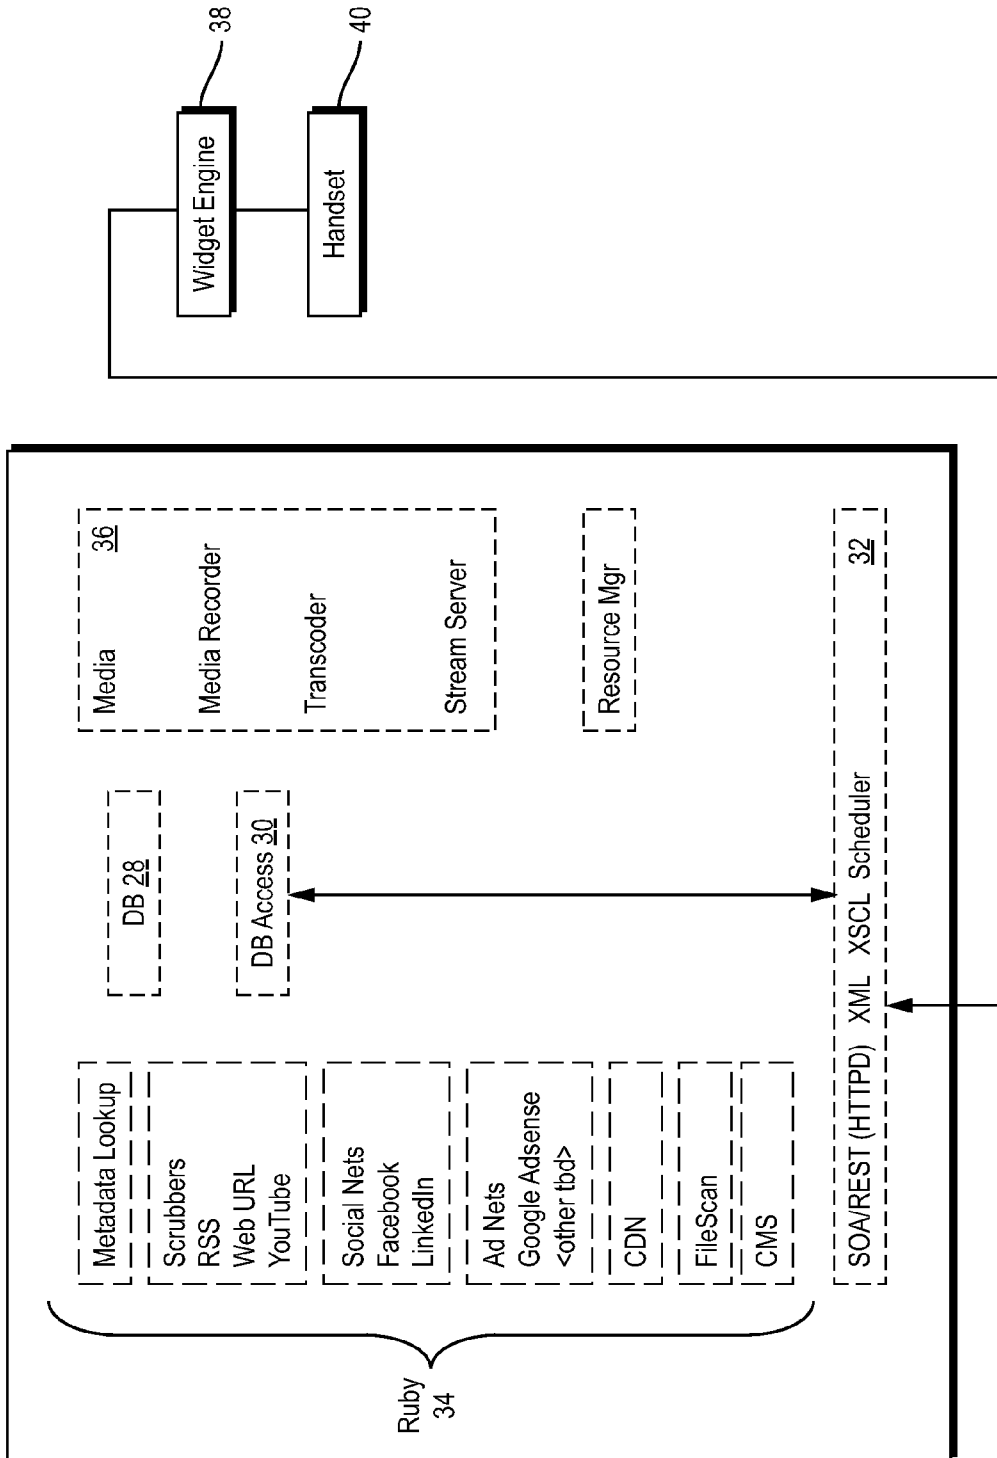 Ruby
34
Metadata Lookup
Scrubbers
RSS
Web URL
YouTube
Social Nets
Facebook
LinkedIn
Ad Nets
Google Adsense
<other tbd>
CDN
FileScan
CMS
DB 28
DB Access 30
Media 36
Media Recorder
Transcoder
Stream Server
Resource Mgr
SOA/REST (HTTPD) XML XSCL Scheduler 32
Widget Engine
38
Handset
40